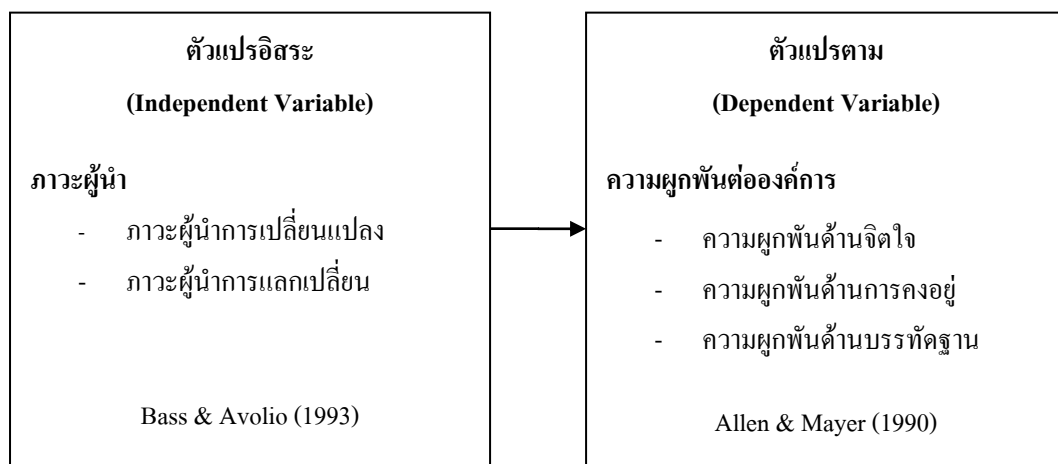 ตัวแปรอิสระ
(Independent Variable)
ภาวะผู้นำ
- ภาวะผู้นำการเปลี่ยนแปลง
- ภาวะผู้นำการแลกเปลี่ยน
Bass & Avolio (1993)
ตัวแปรตาม
(Dependent Variable)
ความผูกพันต่อองค์การ
- ความผูกพันด้านจิตใจ
- ความผูกพันด้านการคงอยู่
- ความผูกพันด้านบรรทัดฐาน
Allen & Mayer (1990)